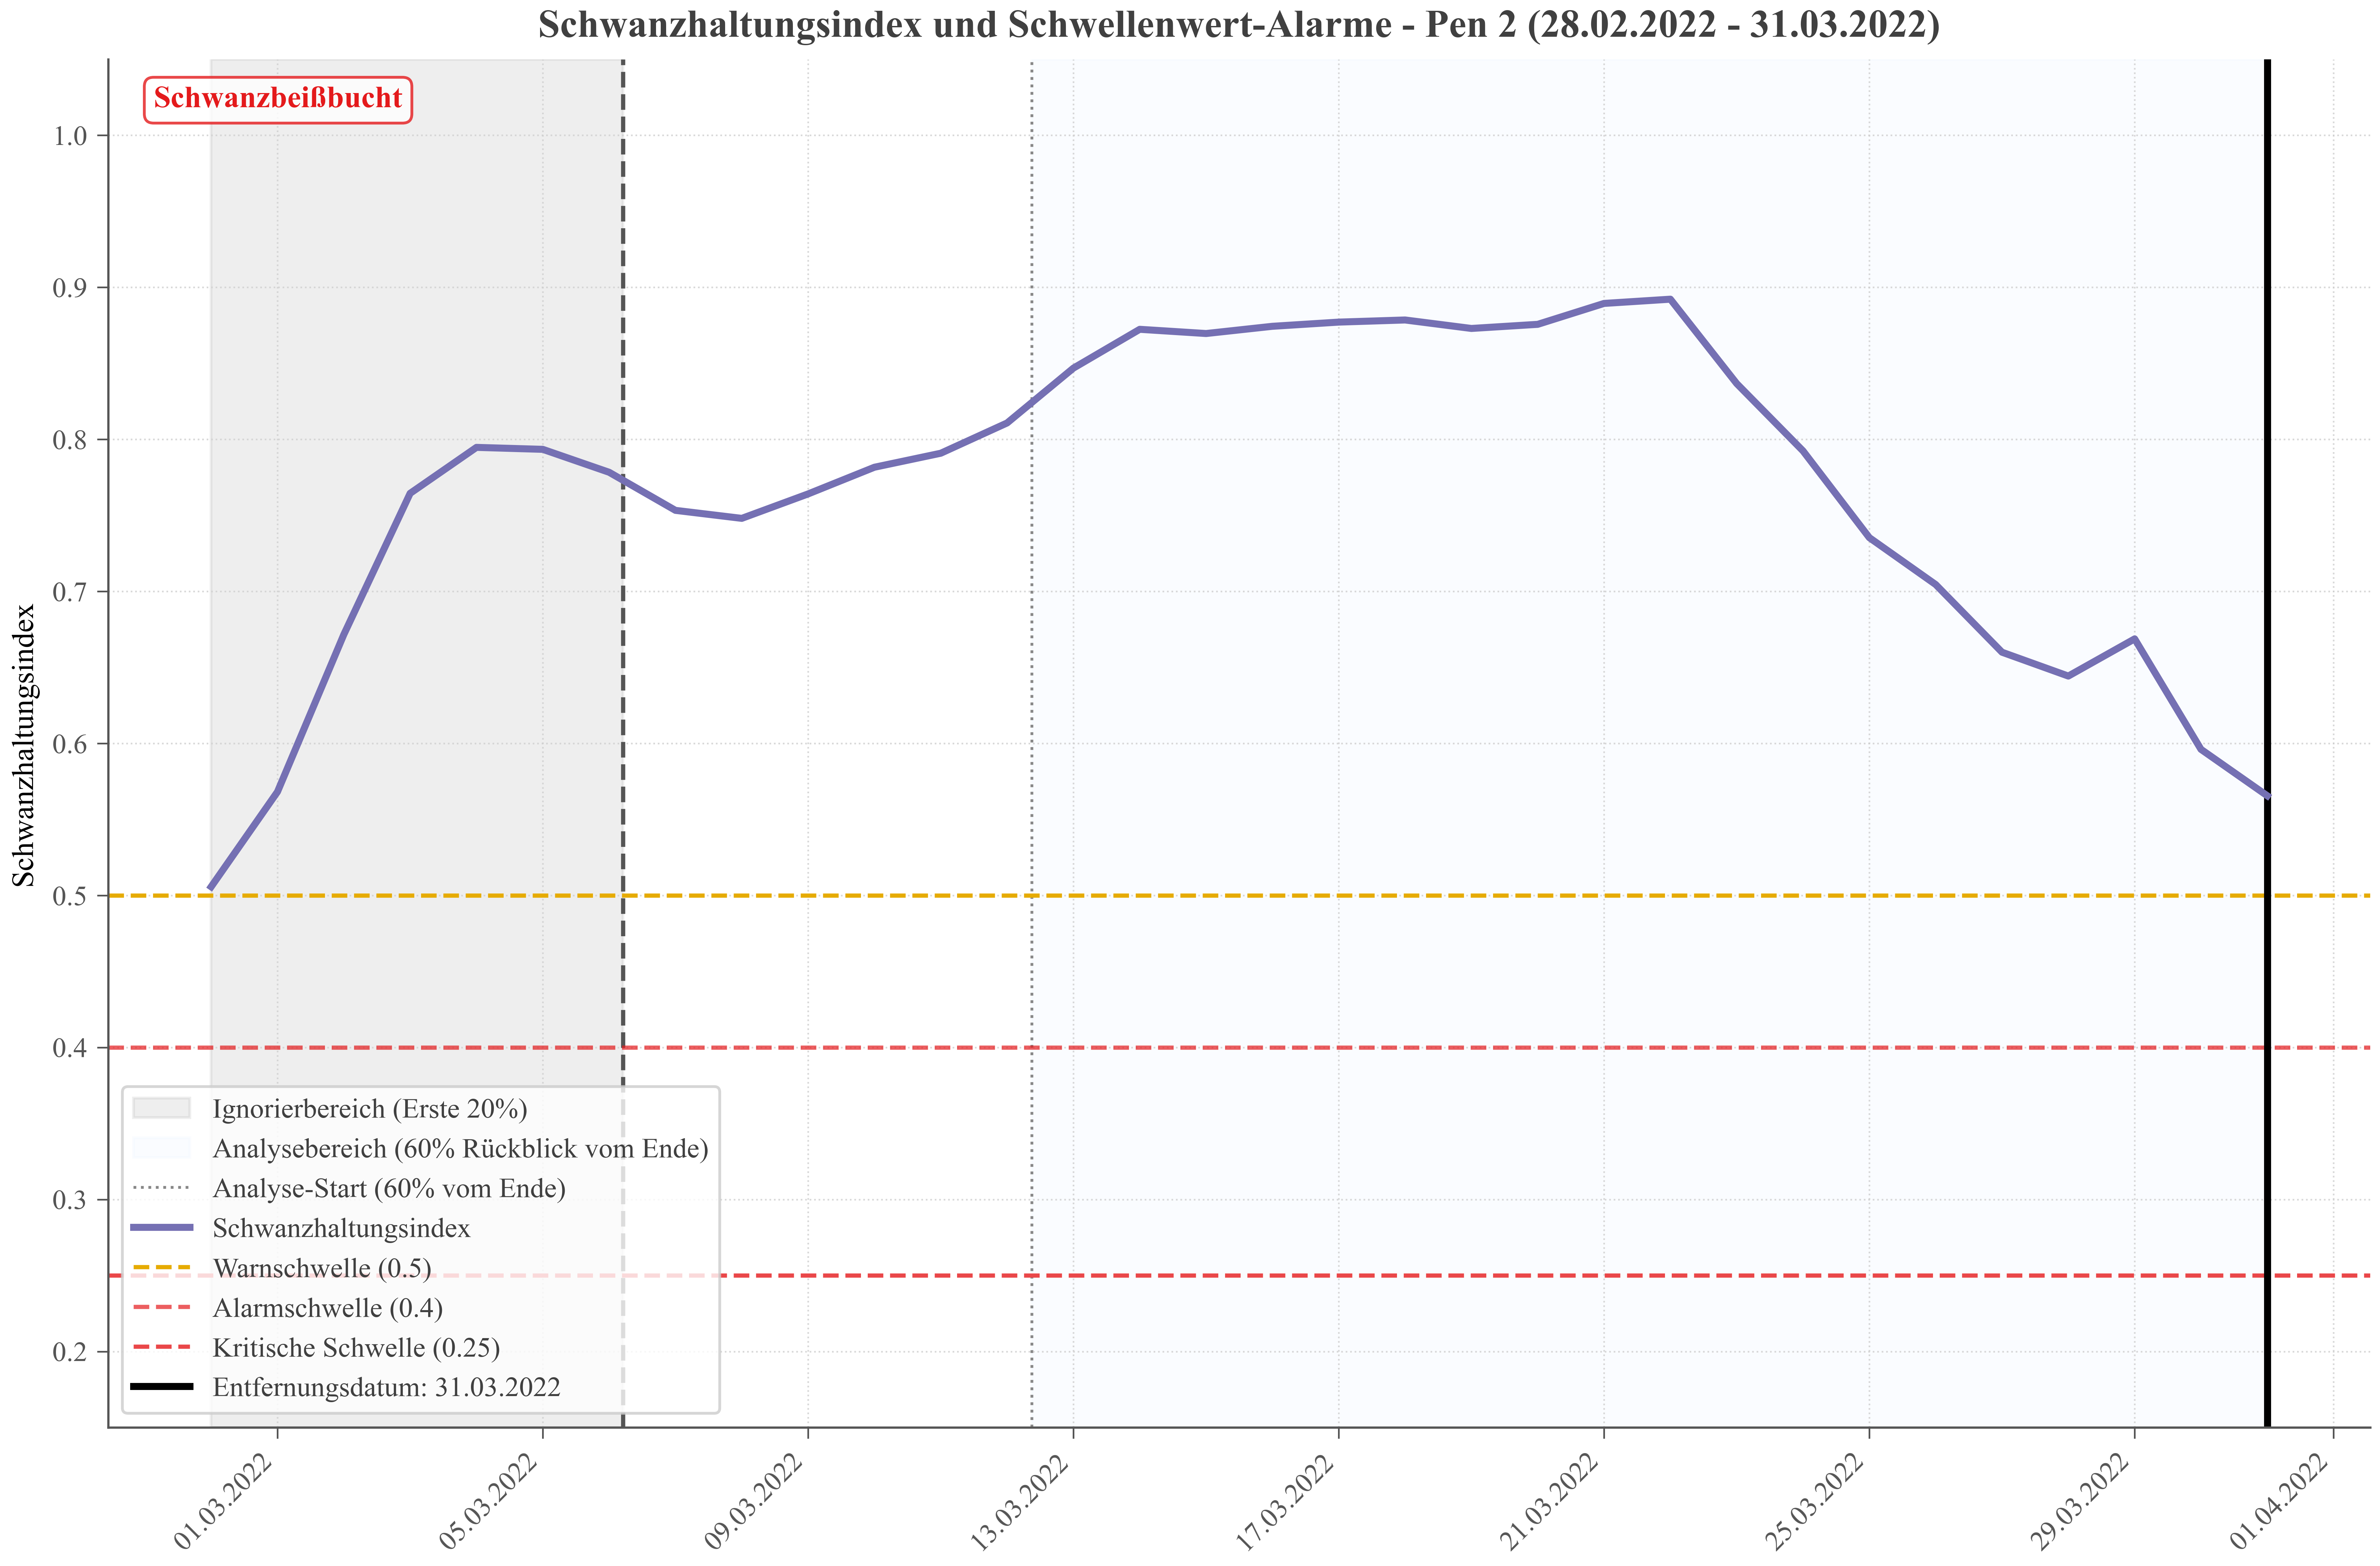 Schwanzhaltungsindex und Schwellenwert-Alarme - Pen 2 (28.02.2022 - 31.03.2022)
Schwanzbeißbucht
Schwanzhaltungsindex
1.0
0.9
0.8
0.7
0.6
0.5
0.4
0.3
0.2
Ignorierbereich (Erste 20%)
Analysebereich (60% Rückblick vom Ende)
Analyse-Start (60% vom Ende)
Schwanzhaltungsindex
Warnschwelle (0.5)
Alarmschwelle (0.4)
Kritische Schwelle (0.25)
Entfernungsdatum: 31.03.2022
01.03.2022
05.03.2022
09.03.2022
13.03.2022
17.03.2022
21.03.2022
25.03.2022
29.03.2022
01.04.2022